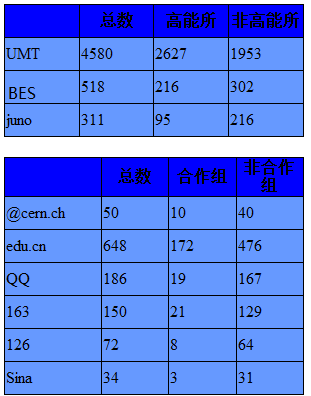 总数 高能所 非高能所
UMT 4580 2627 1953
BES 518 216 302
juno 311 95 216
总数 合作组 非合作
组
@cern.ch 50 10 40
edu.cn 648 172 476
QQ 186 19 167
163 150 21 129
126 72 8 64
Sina 34 3 31